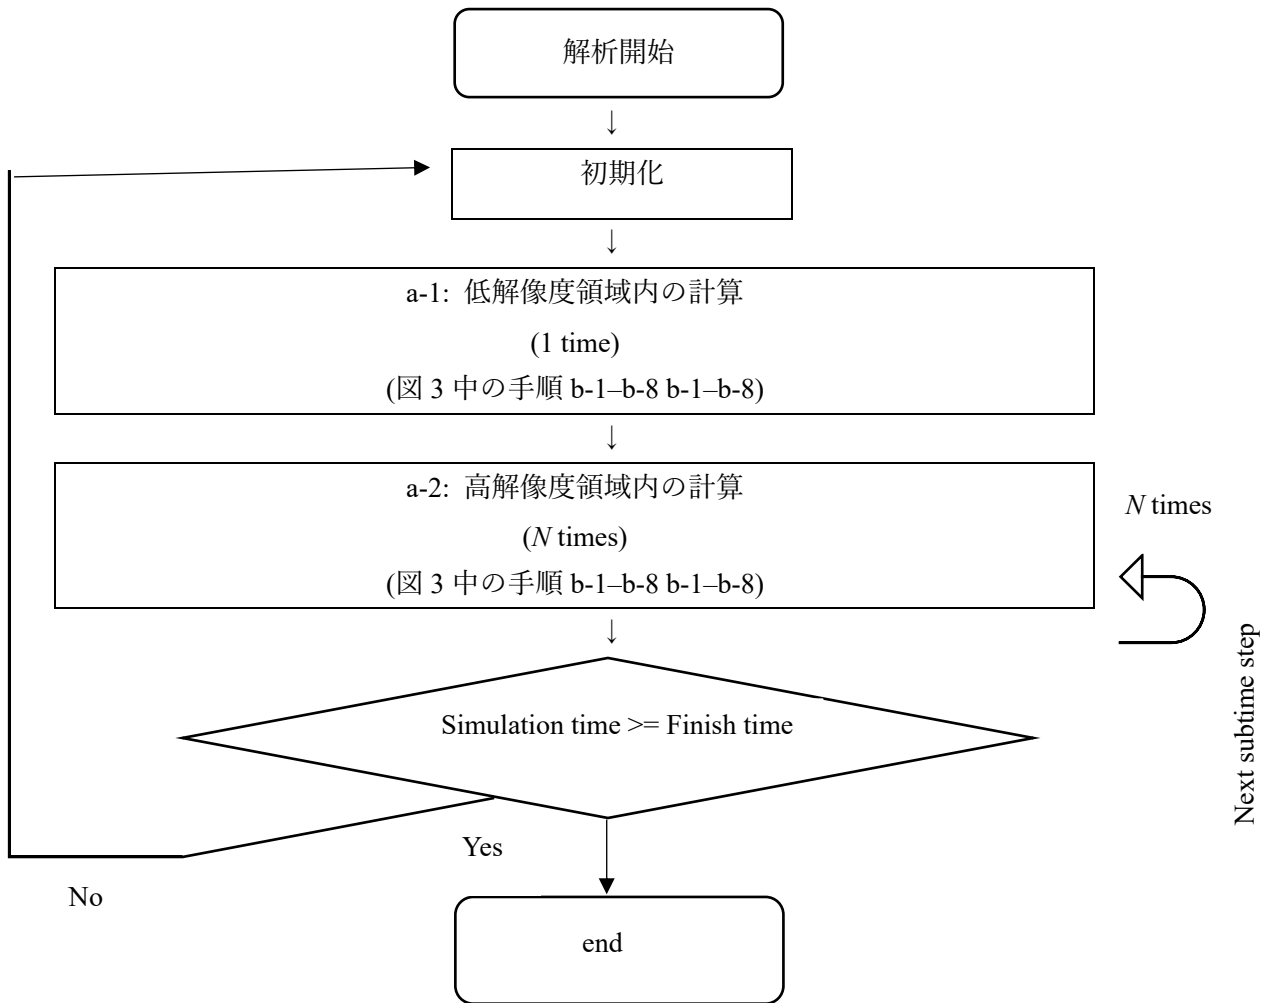 解析開始
↓
初期化
↓
a-1: 低解像度領域内の計算
(1 time)
(図 3 中の手順 b-1–b-8 b-1–b-8)
↓
a-2: 高解像度領域内の計算
(N times)
(図 3 中の手順 b-1–b-8 b-1–b-8)
N times
Next subtime step
↓
Simulation time >= Finish time
Yes
No
end